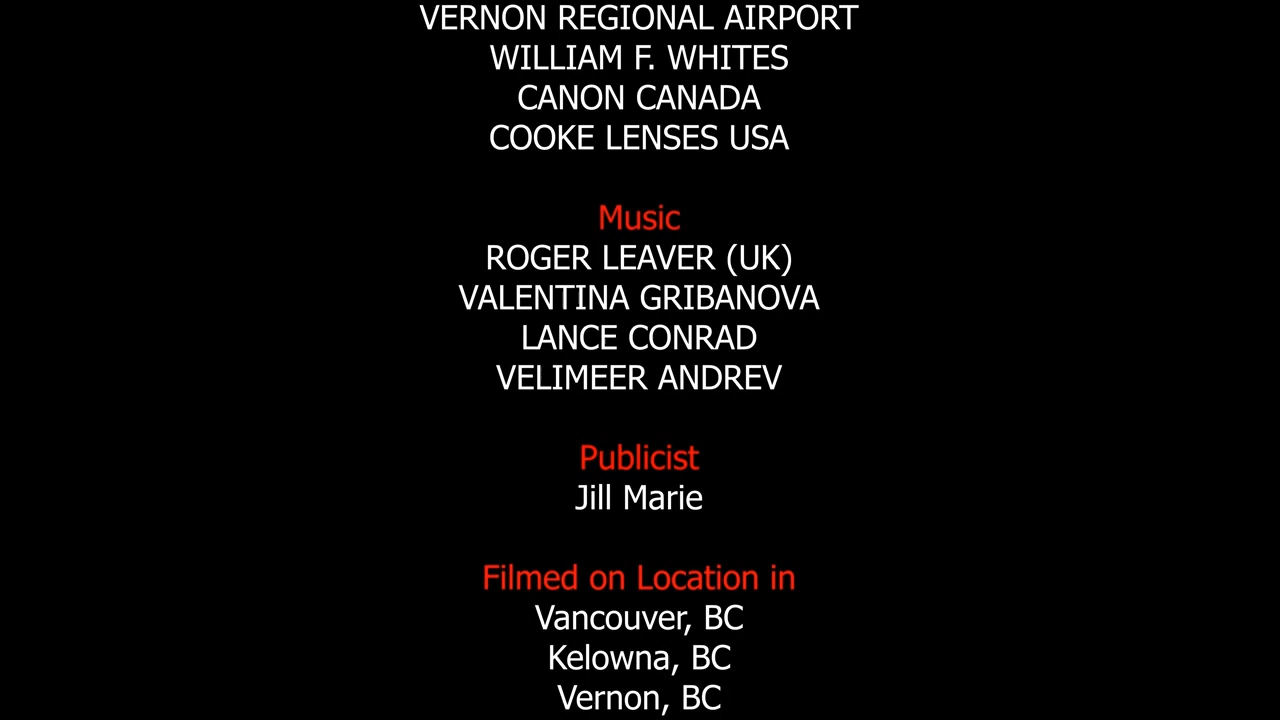 VERNON REGIONAL AIRPORT
WILLIAM F. WHITES
CANON CANADA
COOKE LENSES USA
Music
ROGER LEAVER (UK)
VALENTINA GRIBANOVA
LANCE CONRAD
VELIMEER ANDREV
Publicist
Jill Marie
Filmed on Location in
Vancouver, BC
Kelowna, BC
Vernon, BC